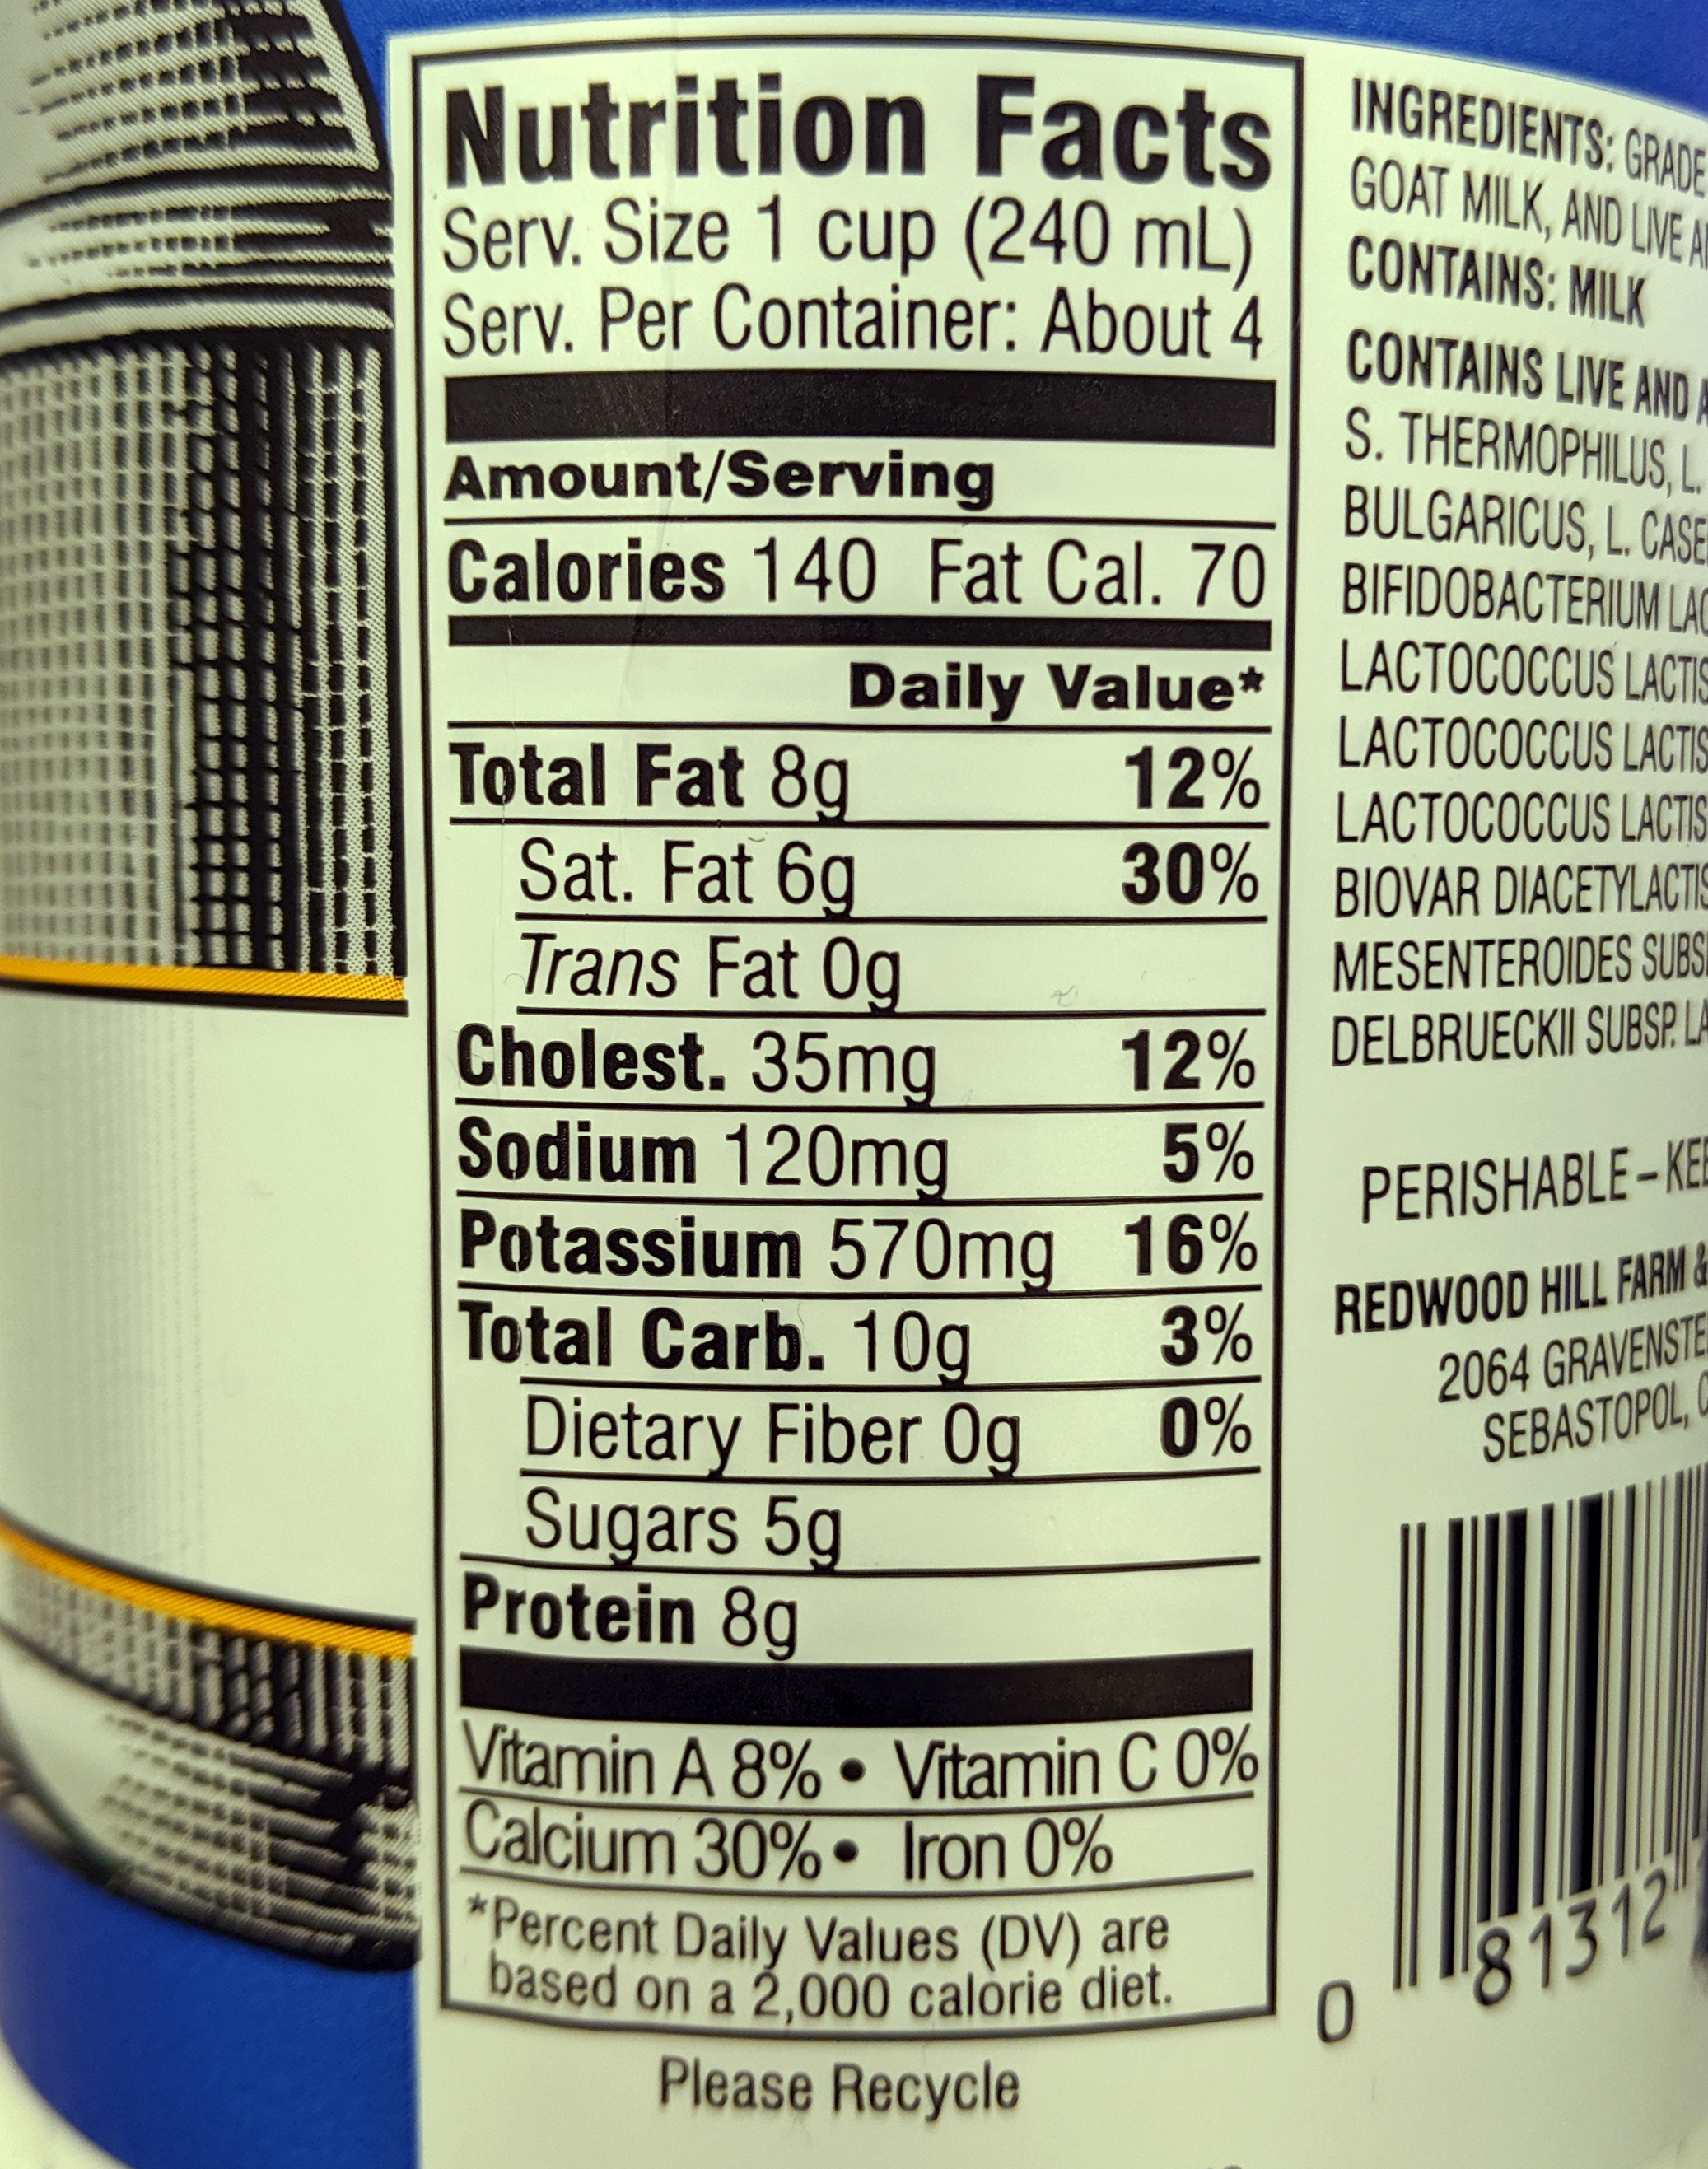 Nutrition Facts
Serv. Size 1 cup (240 mL)
Serv. Per Container: About 4
Amount/Serving
Calories 140 Fat Cal. 70
Daily Value*
Total Fat 8g 12%
Sat. Fat 6g 30%
Trans Fat 0g
Cholest. 35mg 12%
Sodium 120mg 5%
Potassium 570mg 16%
Total Carb. 10g 3%
Dietary Fiber 0g 0%
Sugars 5g
Protein 8g
Vitamin A 8% • Vitamin C 0%
Calcium 30% • Iron 0%
*Percent Daily Values (DV) are
based on a 2,000 calorie diet.
Please Recycle
INGREDIENTS: GRADE
GOAT MILK, AND LIVE
CONTAINS: MILK
CONTAINS LIVE AND
S. THERMOPHILUS, L.
BULGARICUS, L.
BIFIDOBACTERIUM
LACTOCOCCUS LACTIS
LACTOCOCCUS LACTIS
LACTOCOCCUS LACTIS
BIOVAR DIACETYLACTIS
MESENTEROIDES
DELBRUECKII SUBSP.
PERISHABLE –
REDWOOD HILL FARM &
2064
SEBASTOPOL,
0 81312